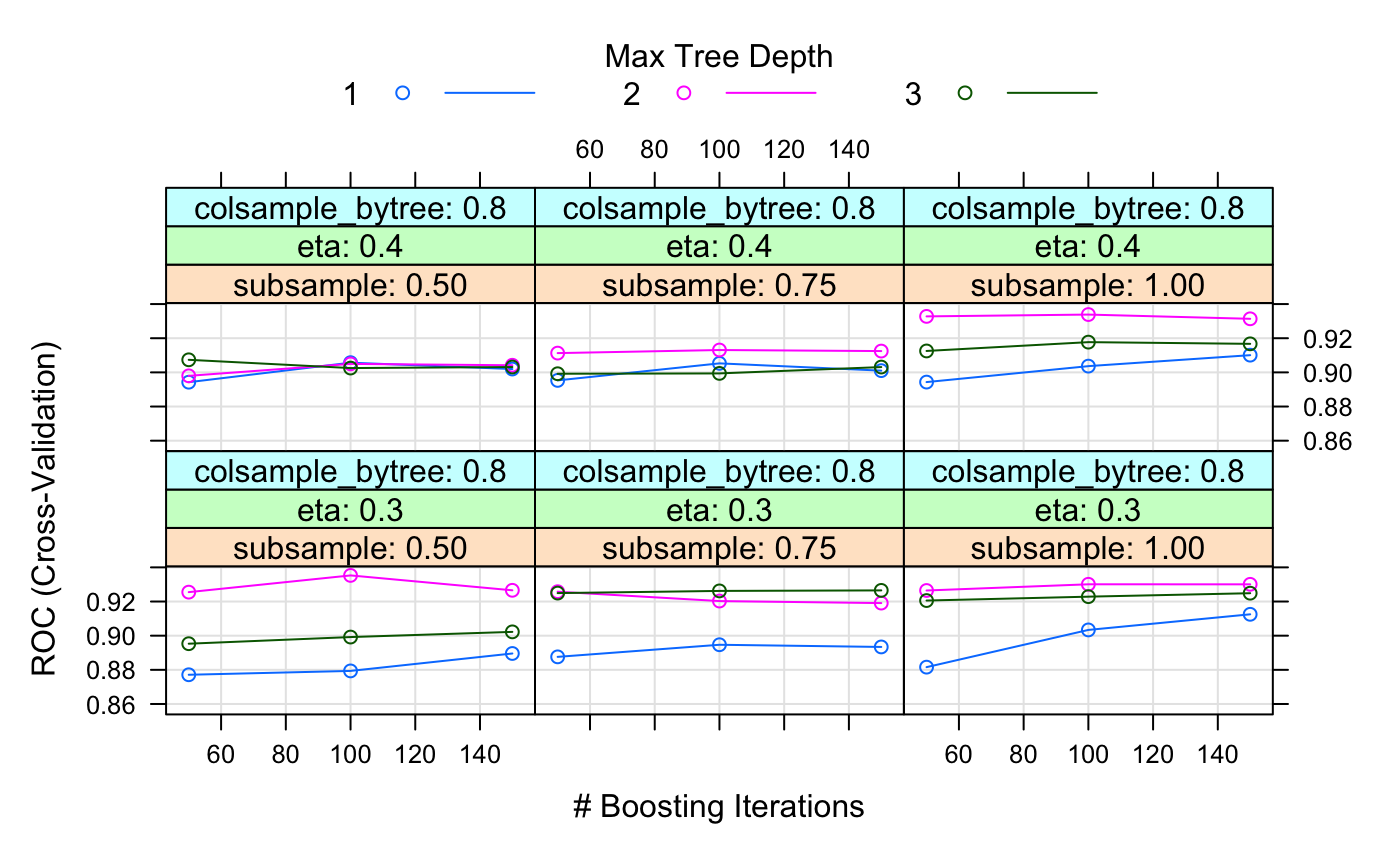 Max Tree Depth
1 2 3
60 80 100 120 140
colsample_bytree: 0.8 colsample_bytree: 0.8 colsample_bytree: 0.8
eta: 0.4 eta: 0.4 eta: 0.4
subsample: 0.50 subsample: 0.75 subsample: 1.00
0.92
0.90
0.88
0.86
colsample_bytree: 0.8 colsample_bytree: 0.8 colsample_bytree: 0.8
eta: 0.3 eta: 0.3 eta: 0.3
subsample: 0.50 subsample: 0.75 subsample: 1.00
0.92
0.90
0.88
0.86
ROC (Cross-Validation)
60 80 100 120 140 60 80 100 120 140
# Boosting Iterations